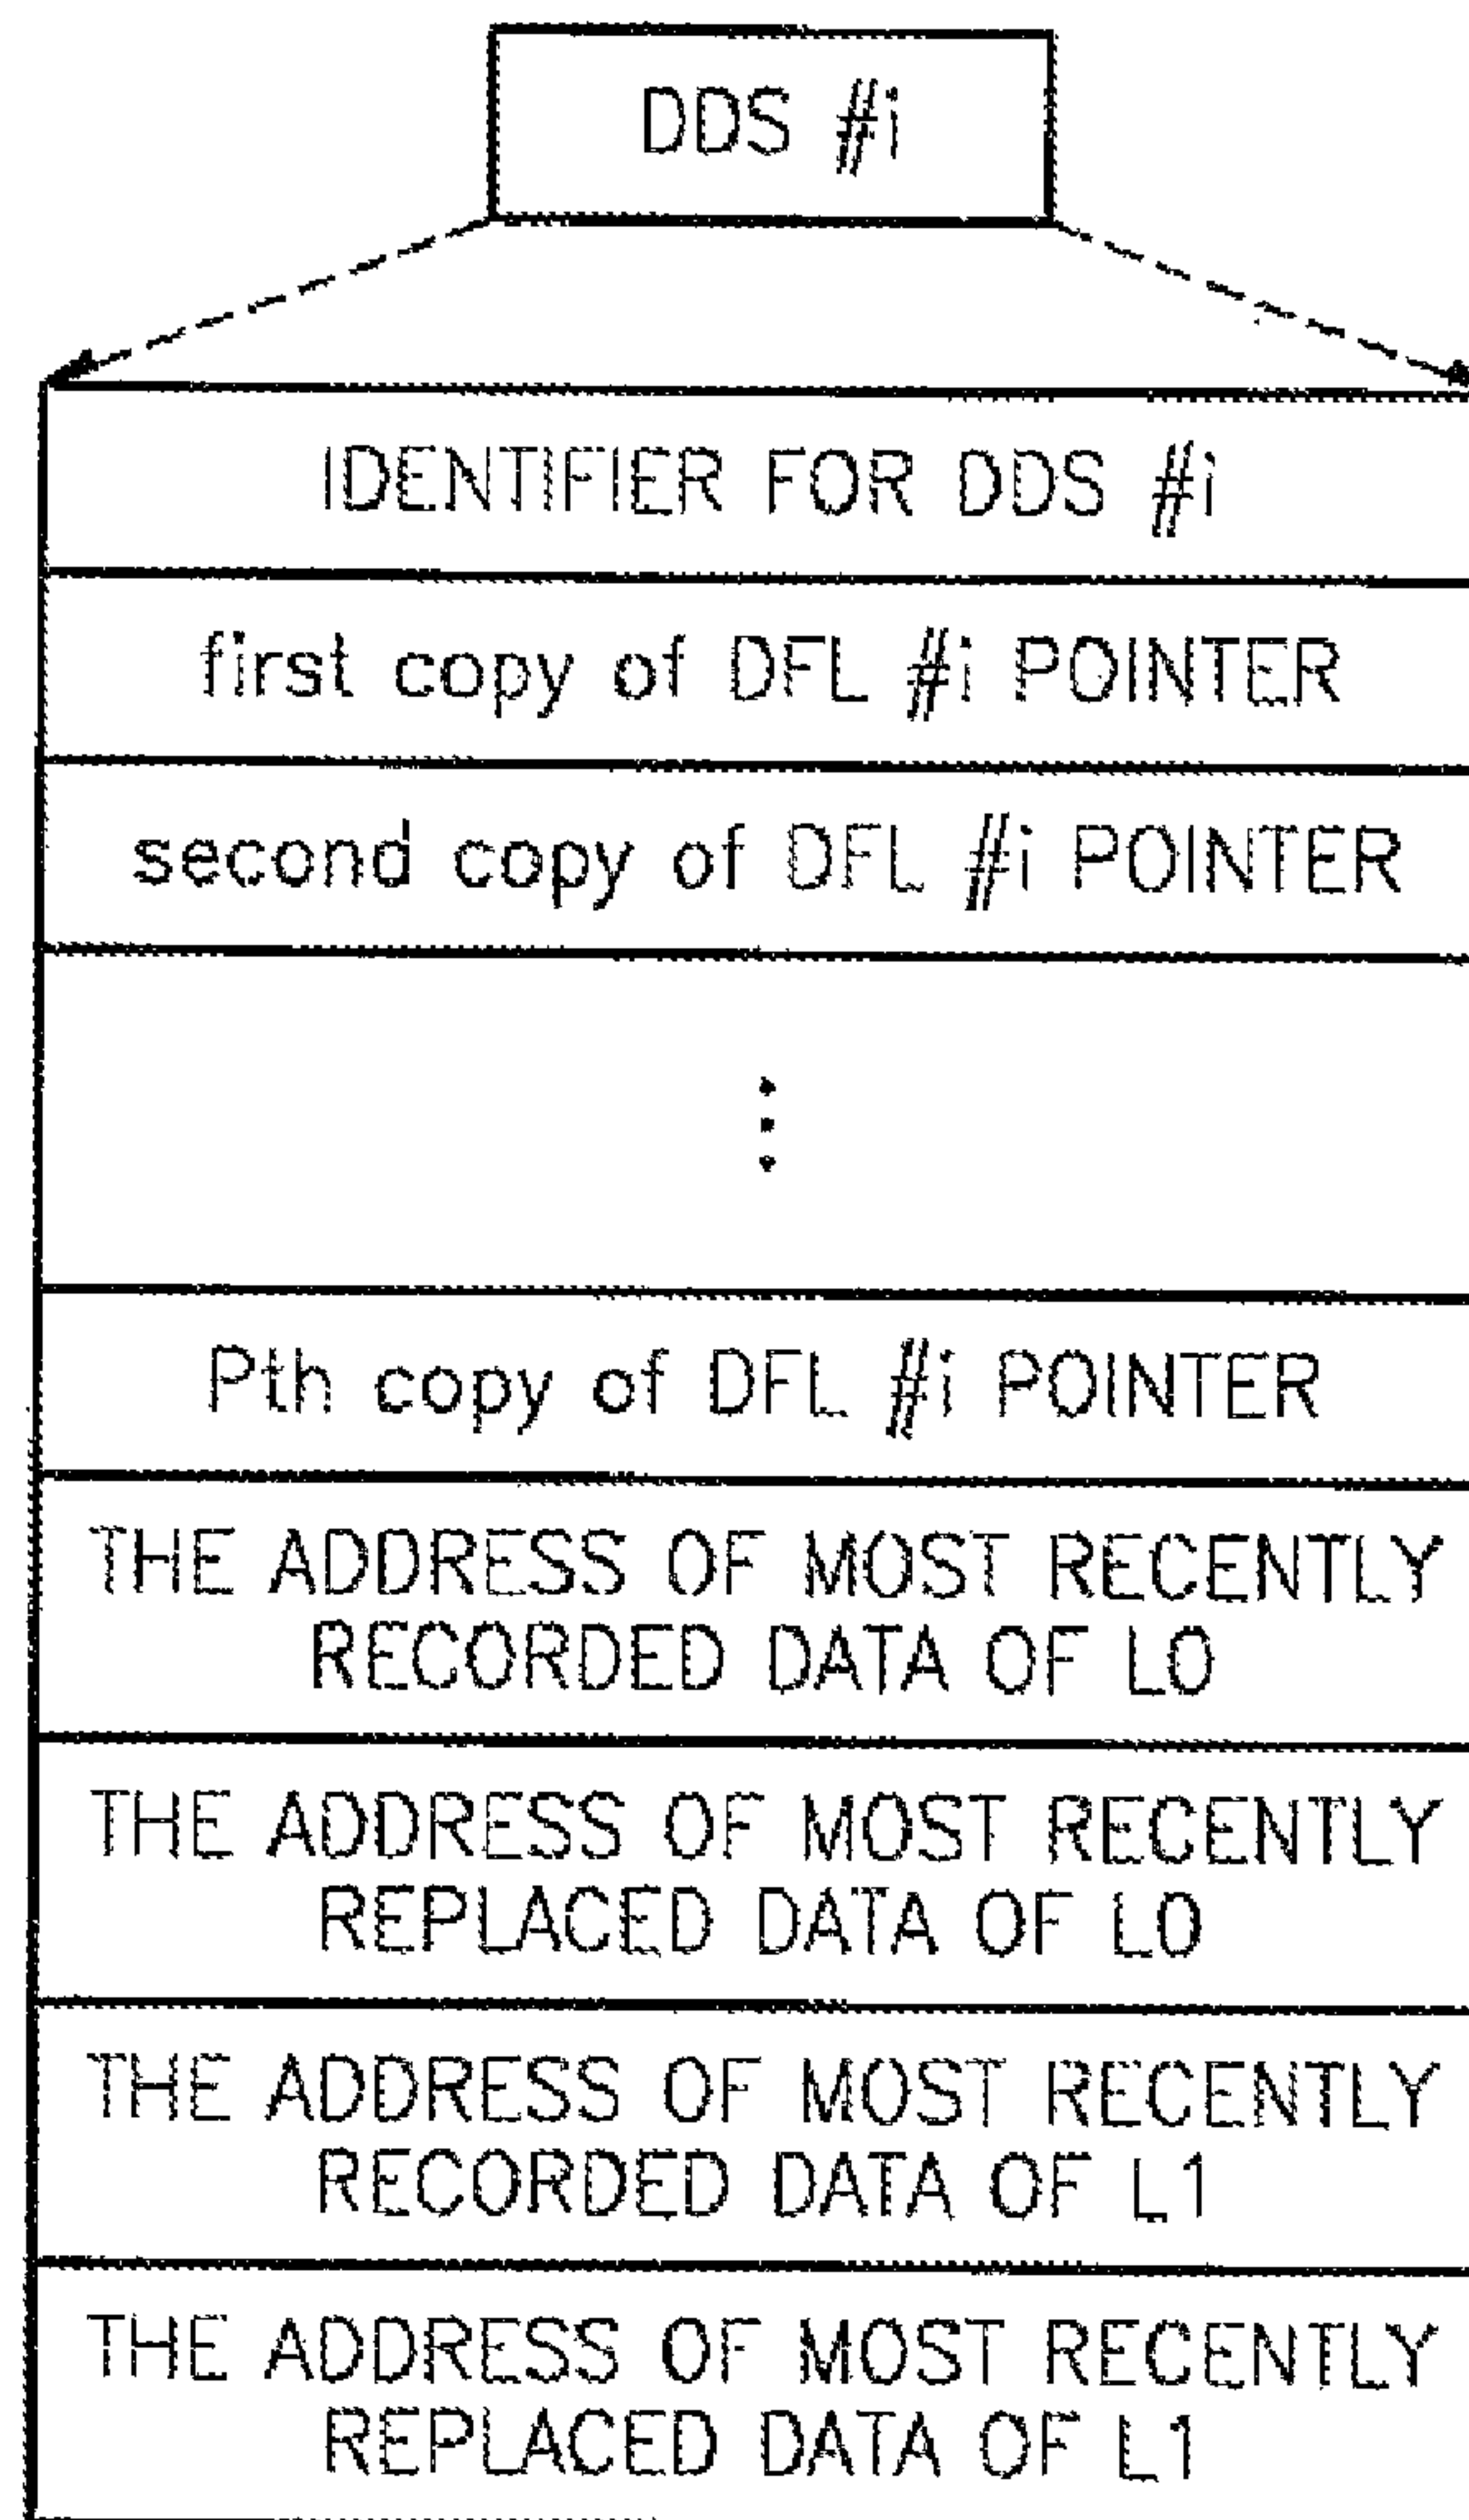 DDS #i
IDENTIFIER FOR DDS #i
first copy of DFL #i POINTER
second copy of DFL #i POINTER
Pth copy of DFL #i POINTER
THE ADDRESS OF MOST RECENTLY
RECORDED DATA OF L0
THE ADDRESS OF MOST RECENTLY
REPLACED DATA OF L0
THE ADDRESS OF MOST RECENTLY
RECORDED DATA OF L1
THE ADDRESS OF MOST RECENTLY
REPLACED DATA OF L1